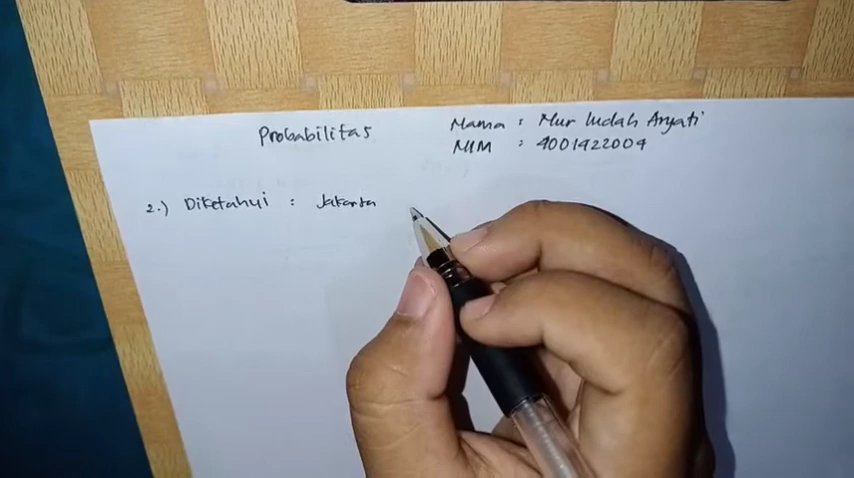 Probabilitas
Nama : Nur Indah Aryati
NIM : 4001422004
2.) Diketahui : Jakarta